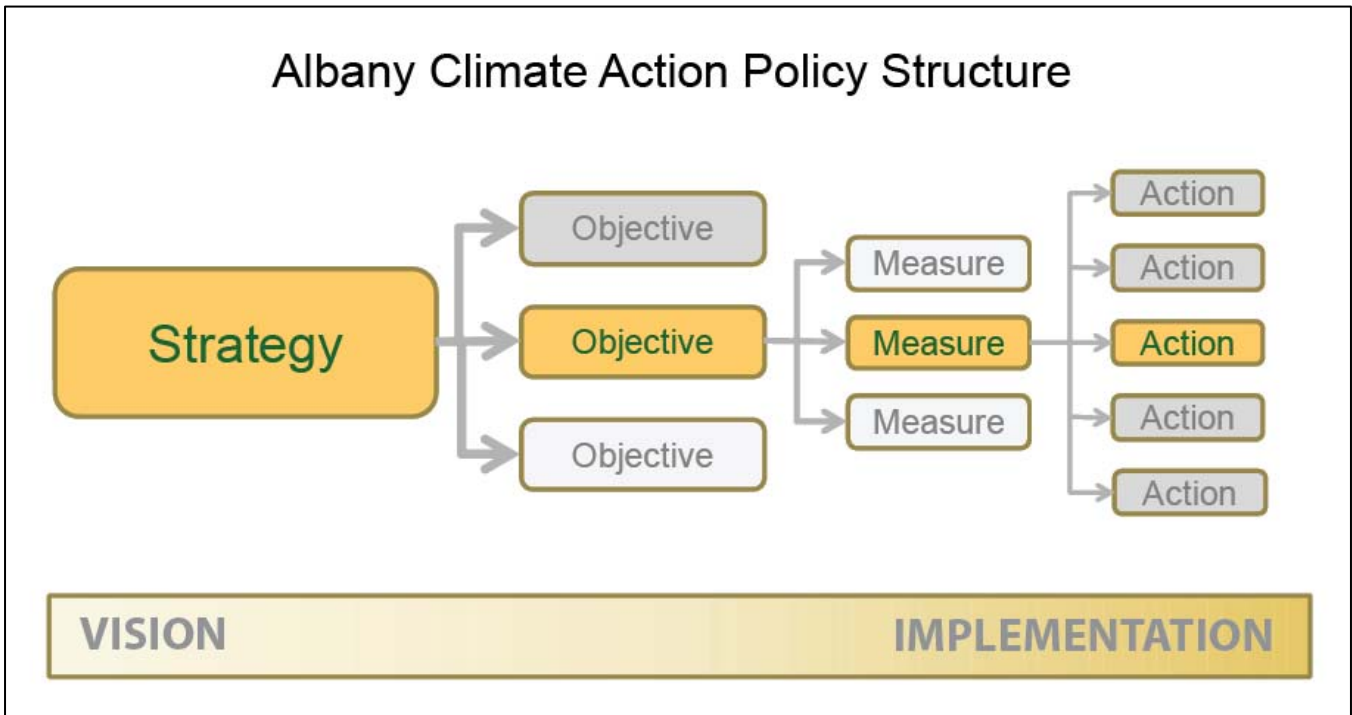 Albany Climate Action Policy Structure
Strategy
Objective
Objective
Objective
Measure
Measure
Measure
Action
Action
Action
Action
Action
VISION
IMPLEMENTATION